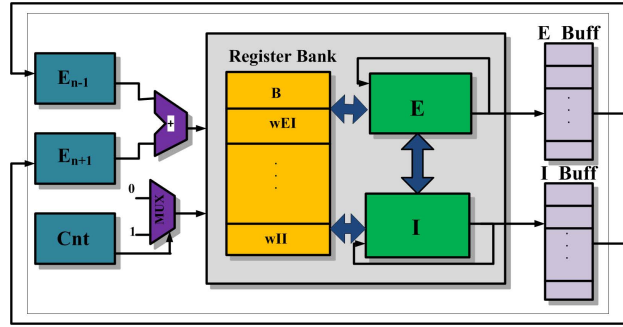 E Buff
Register Bank
En-1
B
E
wEI
+
En+1
. . .
. . .
I Buff
0
MUX
Cnt
1
wII
I
. . .